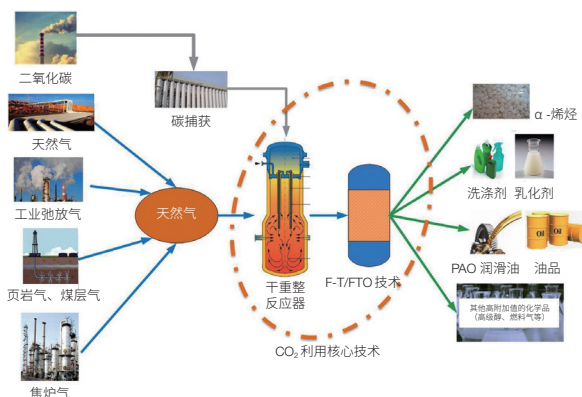 二氧化碳
碳捕获
天然气
工业弛放气
页岩气、煤层气
焦炉气
天然气
干重整
反应器
F-T/FTO 技术
CO₂ 利用核心技术
α -烯烃
洗涤剂 乳化剂
PAO 润滑油 油品
其他高附加值的化学品
(高级醇、燃料气等)